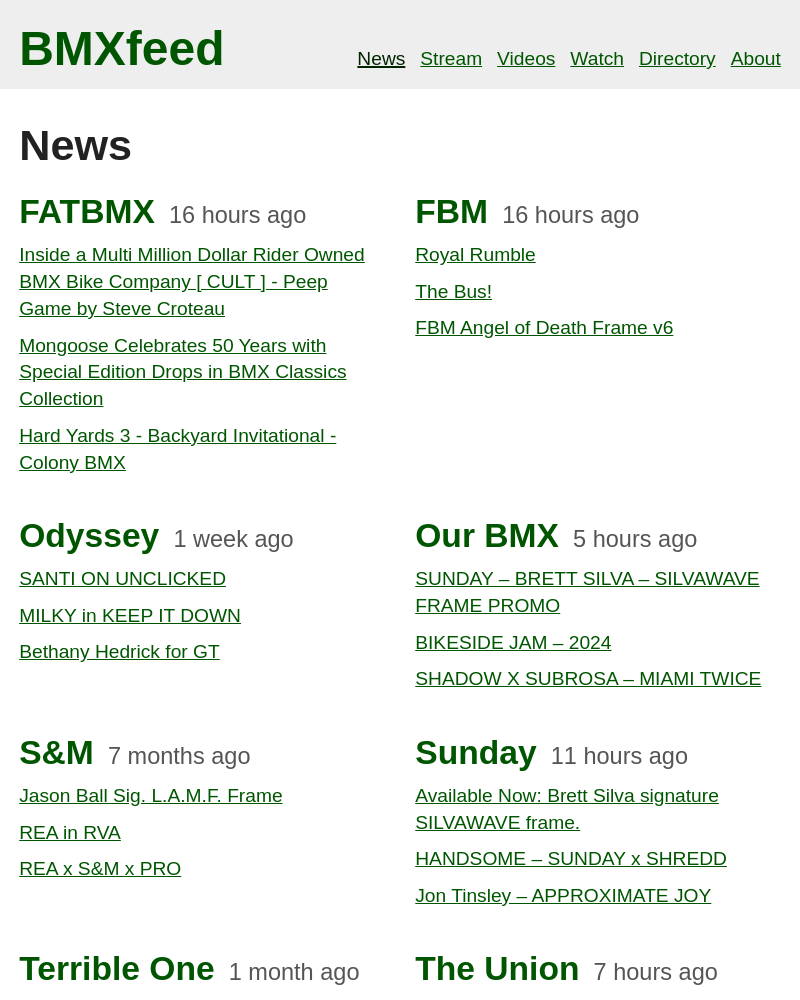 BMXfeed
News Stream Videos Watch Directory About
News
FATBMX 16 hours ago
Inside a Multi Million Dollar Rider Owned
BMX Bike Company [ CULT ] - Peep
Game by Steve Croteau
Mongoose Celebrates 50 Years with
Special Edition Drops in BMX Classics
Collection
Hard Yards 3 - Backyard Invitational -
Colony BMX
FBM 16 hours ago
Royal Rumble
The Bus!
FBM Angel of Death Frame v6
Odyssey 1 week ago
SANTI ON UNCLICKED
MILKY in KEEP IT DOWN
Bethany Hedrick for GT
Our BMX 5 hours ago
SUNDAY – BRETT SILVA – SILVAWAVE
FRAME PROMO
BIKESIDE JAM – 2024
SHADOW X SUBROSA – MIAMI TWICE
S&M 7 months ago
Jason Ball Sig. L.A.M.F. Frame
REA in RVA
REA x S&M x PRO
Sunday 11 hours ago
Available Now: Brett Silva signature
SILVAWAVE frame.
HANDSOME – SUNDAY x SHREDD
Jon Tinsley – APPROXIMATE JOY
Terrible One 1 month ago
The Union 7 hours ago